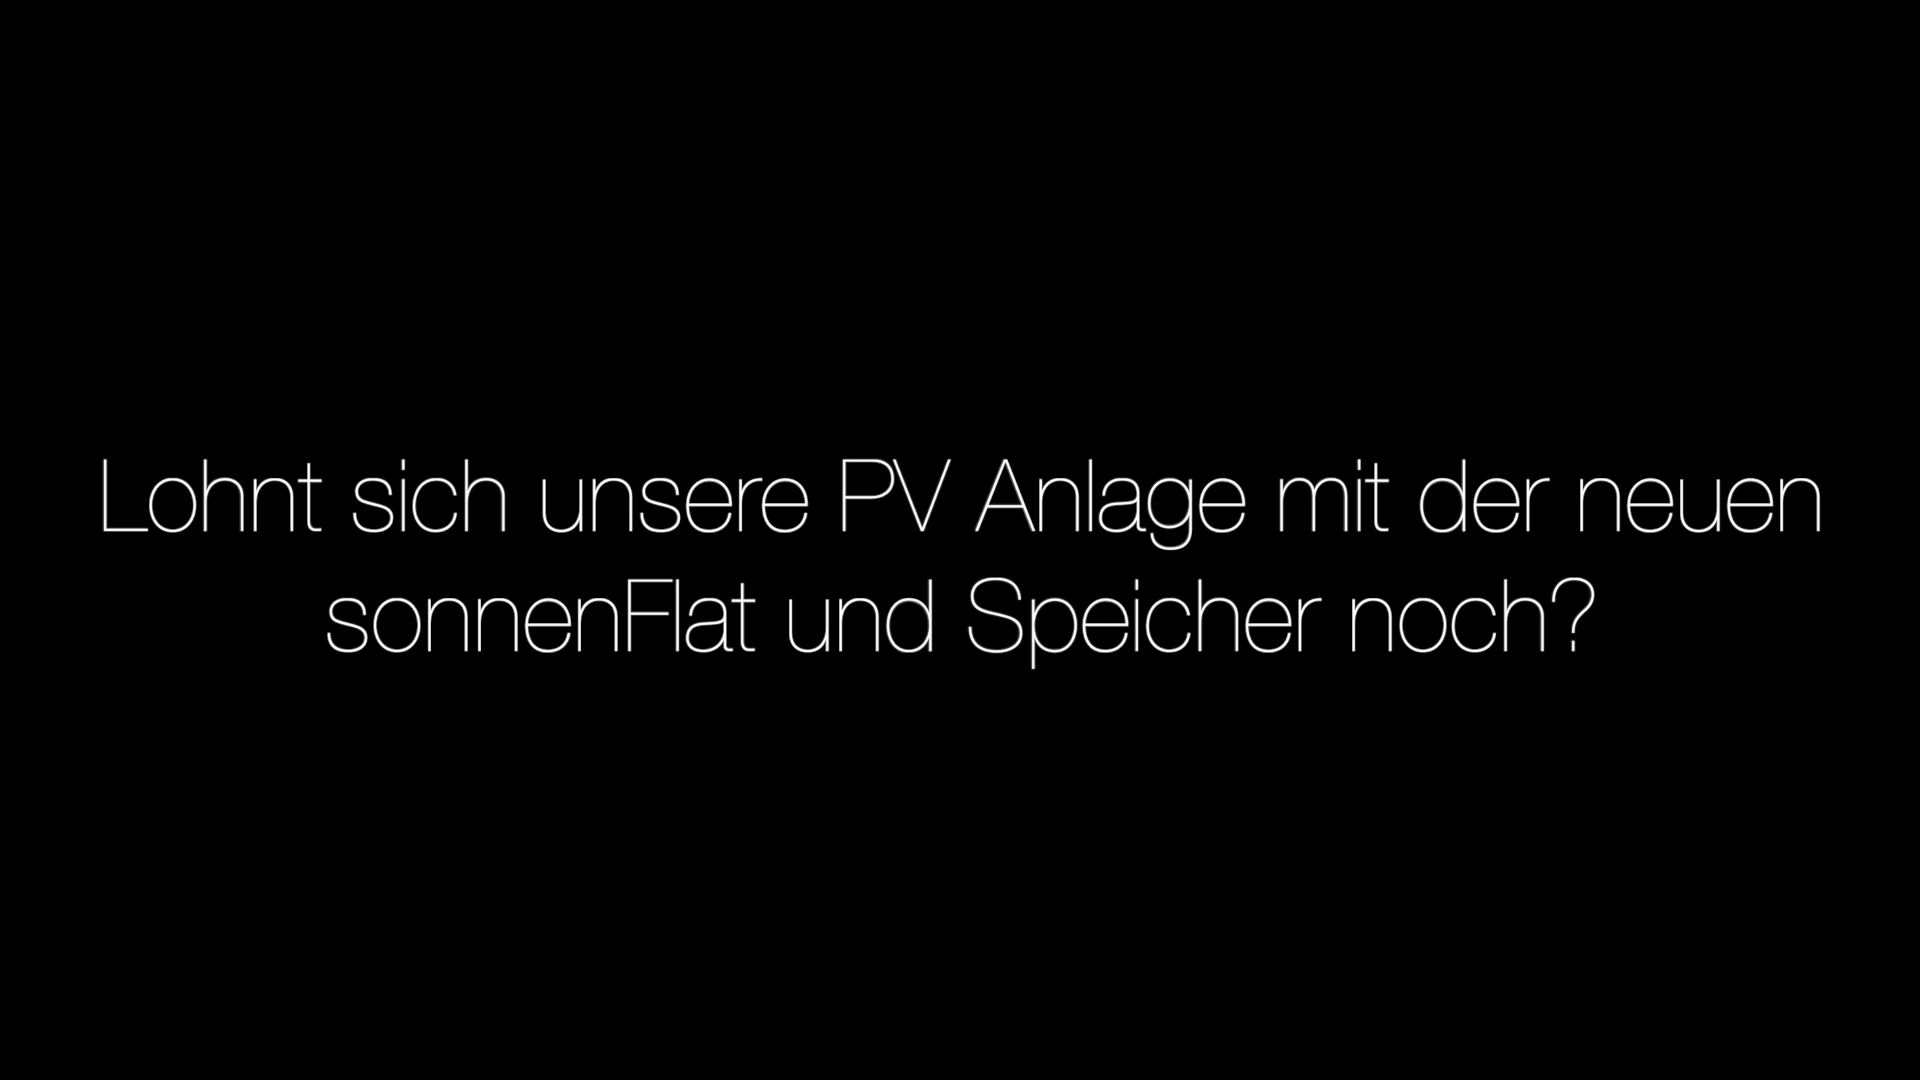 Lohnt sich unsere PV Anlage mit der neuen
sonnenFlat und Speicher noch?